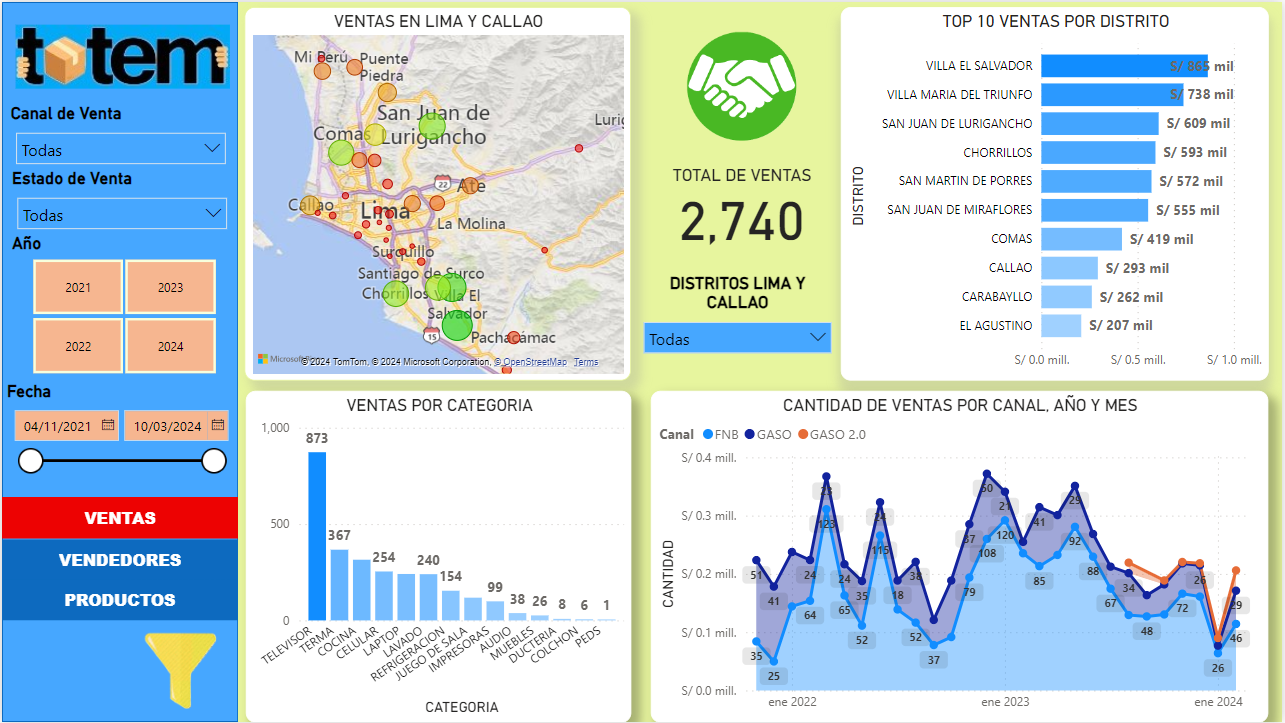 totem
Canal de Venta
Todas
Estado de Venta
Todas
Año
2021
2023
2022
2024
Fecha
04/11/2021
10/03/2024
VENTAS
VENDEDORES
PRODUCTOS
VENTAS EN LIMA Y CALLAO
Mi Perú
Puente
Piedra
San Juan de
Lurigancho
Comas
Luri
22
Ate
Callao
Lima
La Molina
Surquillo
Santiago de Surco
Chorrillos
Villa El
Salvador
15
Pachacámac
Microsoft
© 2024 TomTom, © 2024 Microsoft Corporation, © OpenStreetMap Terms
TOTAL DE VENTAS
2,740
DISTRITOS LIMA Y
CALLAO
Todas
TOP 10 VENTAS POR DISTRITO
DISTRITO
VILLA EL SALVADOR S/ 865 mil
VILLA MARIA DEL TRIUNFO S/ 738 mil
SAN JUAN DE LURIGANCHO S/ 609 mil
CHORRILLOS S/ 593 mil
SAN MARTIN DE PORRES S/ 572 mil
SAN JUAN DE MIRAFLORES S/ 555 mil
COMAS S/ 419 mil
CALLAO S/ 293 mil
CARABAYLLO S/ 262 mil
EL AGUSTINO S/ 207 mil
S/ 0.0 mill. S/ 0.5 mill. S/ 1.0 mill.
VENTAS POR CATEGORIA
1,000
500
0
873 367 254 240 154 99 38 26 8 6 1
TELEVISOR
TERMA
COCINA
CELULAR
LAPTOP
LAVADO
REFRIGERACION
JUEGO DE SALA
IMPRESORAS
AUDIO
MUEBLES
DUCTERIA
COLCHON
PEDS
CATEGORIA
CANTIDAD DE VENTAS POR CANAL, AÑO Y MES
Canal FNB GASO GASO 2.0
CANTIDAD
S/ 0.4 mill.
S/ 0.3 mill.
S/ 0.2 mill.
S/ 0.1 mill.
S/ 0.0 mill.
51 41 24 23 24 35 24 18 38 37 50 21 41 29 34 26 29
35 25 64 123 65 52 115 52 37 79 108 120 85 92 88 67 48 72 26 46
ene 2022 ene 2023 ene 2024